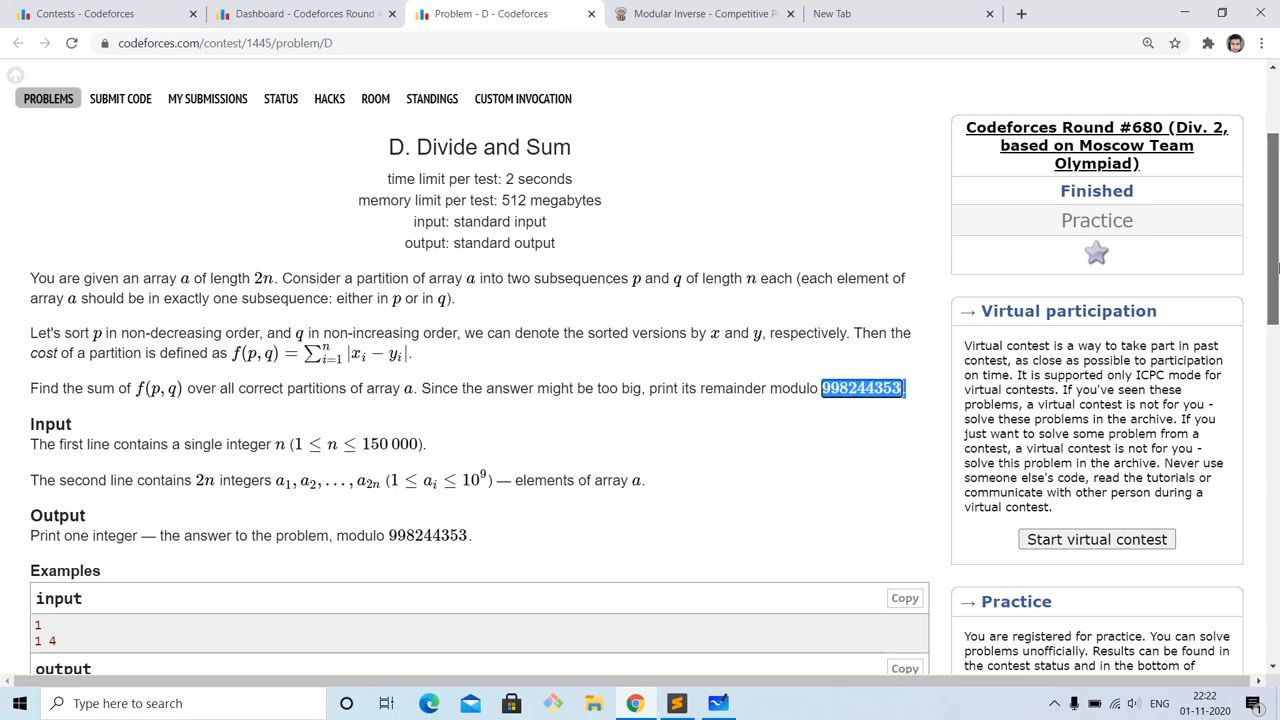 Contests - Codeforces
Dashboard - Codeforces Round #
Problem - D - Codeforces
Modular Inverse - Competitive P
New Tab
codeforces.com/contest/1445/problem/D
PROBLEMS SUBMIT CODE MY SUBMISSIONS STATUS HACKS ROOM STANDINGS CUSTOM INVOCATION
D. Divide and Sum
time limit per test: 2 seconds
memory limit per test: 512 megabytes
input: standard input
output: standard output
You are given an array a of length 2n. Consider a partition of array a into two subsequences p and q of length n each (each element of
array a should be in exactly one subsequence: either in p or in q).
Let's sort p in non-decreasing order, and q in non-increasing order, we can denote the sorted versions by x and y, respectively. Then the
cost of a partition is defined as f(p, q) = ∑ⁿᵢ₌₁ |xᵢ − yᵢ|.
Find the sum of f(p, q) over all correct partitions of array a. Since the answer might be too big, print its remainder modulo 998244353.
Input
The first line contains a single integer n (1 ≤ n ≤ 150 000).
The second line contains 2n integers a₁, a₂, . . . , a₂ₙ (1 ≤ aᵢ ≤ 10⁹) — elements of array a.
Output
Print one integer — the answer to the problem, modulo 998244353.
Examples
input
Copy
1
1 4
output
Copy
Codeforces Round #680 (Div. 2,
based on Moscow Team
Olympiad)
Finished
Practice
→ Virtual participation
Virtual contest is a way to take part in past
contest, as close as possible to participation
on time. It is supported only ICPC mode for
virtual contests. If you've seen these
problems, a virtual contest is not for you -
solve these problems in the archive. If you
just want to solve some problem from a
contest, a virtual contest is not for you -
solve this problem in the archive. Never use
someone else's code, read the tutorials or
communicate with other person during a
virtual contest.
Start virtual contest
→ Practice
You are registered for practice. You can solve
problems unofficially. Results can be found in
the contest status and in the bottom of
Type here to search
ENG
22:22
01-11-2020
1